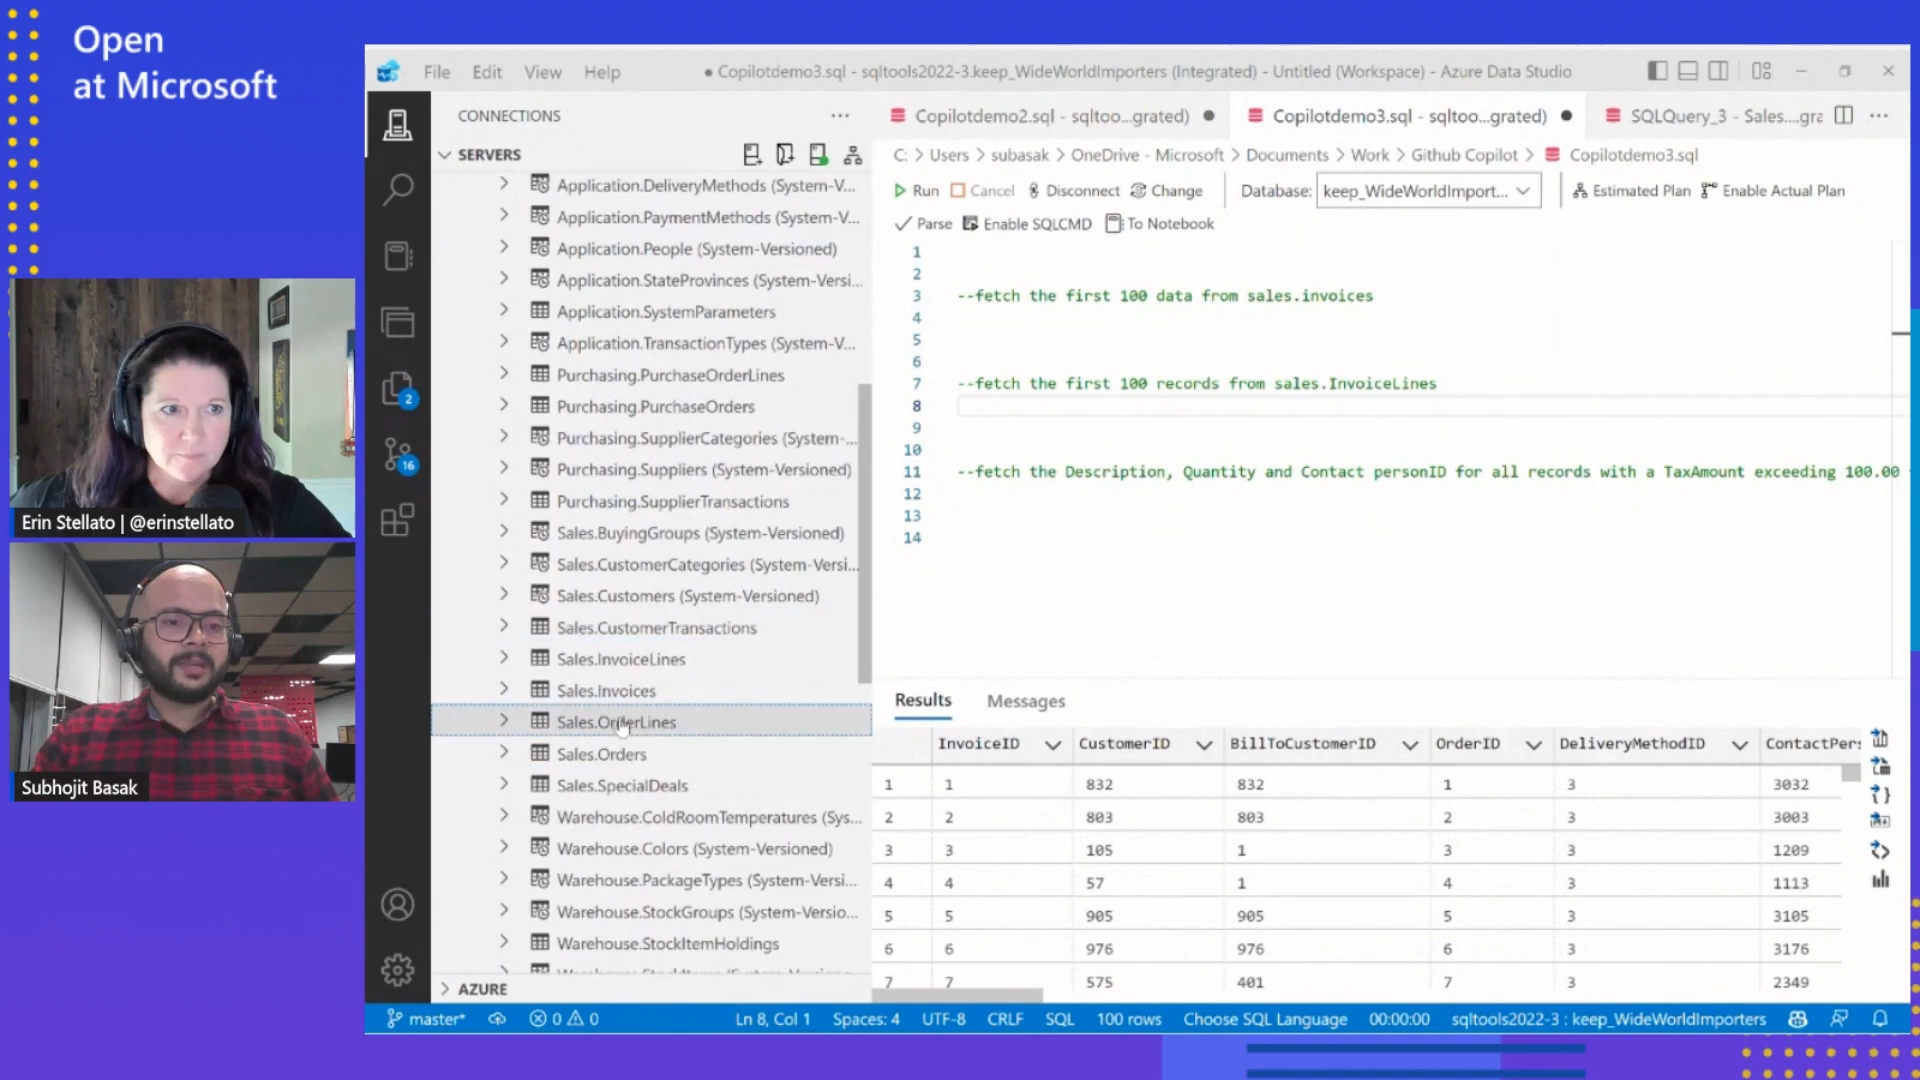 Open
at Microsoft
File Edit View Help
● Copilotdemo3.sql - sqltools2022-3.keep_WideWorldImporters (Integrated) - Untitled (Workspace) - Azure Data Studio
CONNECTIONS
SERVERS
Application.DeliveryMethods (System-V...
Application.PaymentMethods (System-V...
Application.People (System-Versioned)
Application.StateProvinces (System-Versi...
Application.SystemParameters
Application.TransactionTypes (System-V...
Purchasing.PurchaseOrderLines
Purchasing.PurchaseOrders
Purchasing.SupplierCategories (System-...
Purchasing.Suppliers (System-Versioned)
Purchasing.SupplierTransactions
Sales.BuyingGroups (System-Versioned)
Sales.CustomerCategories (System-Versi...
Sales.Customers (System-Versioned)
Sales.CustomerTransactions
Sales.InvoiceLines
Sales.Invoices
Sales.OrderLines
Sales.Orders
Sales.SpecialDeals
Warehouse.ColdRoomTemperatures (Sys...
Warehouse.Colors (System-Versioned)
Warehouse.PackageTypes (System-Versi...
Warehouse.StockGroups (System-Versio...
Warehouse.StockItemHoldings
AZURE
2
16
Copilotdemo2.sql - sqltoo...grated) ● Copilotdemo3.sql - sqltoo...grated) ● SQLQuery_3 - Sales....gra
C: > Users > subasak > OneDrive - Microsoft > Documents > Work > Github Copilot > Copilotdemo3.sql
Run Cancel Disconnect Change Database: keep_WideWorldImport... Estimated Plan Enable Actual Plan
Parse Enable SQLCMD To Notebook
1
2
3 --fetch the first 100 data from sales.invoices
4
5
6
7 --fetch the first 100 records from sales.InvoiceLines
8
9
10
11 --fetch the Description, Quantity and Contact personID for all records with a TaxAmount exceeding 100.00
12
13
14
Results Messages
InvoiceID CustomerID BillToCustomerID OrderID DeliveryMethodID ContactPers
1 1 832 832 1 3 3032
2 2 803 803 2 3 3003
3 3 105 1 3 3 1209
4 4 57 1 4 3 1113
5 5 905 905 5 3 3105
6 6 976 976 6 3 3176
7 7 575 401 7 3 2349
master* 0 0 Ln 8, Col 1 Spaces: 4 UTF-8 CRLF SQL 100 rows Choose SQL Language 00:00:00 sqltools2022-3 : keep_WideWorldImporters
Erin Stellato | @erinstellato
Subhojit Basak